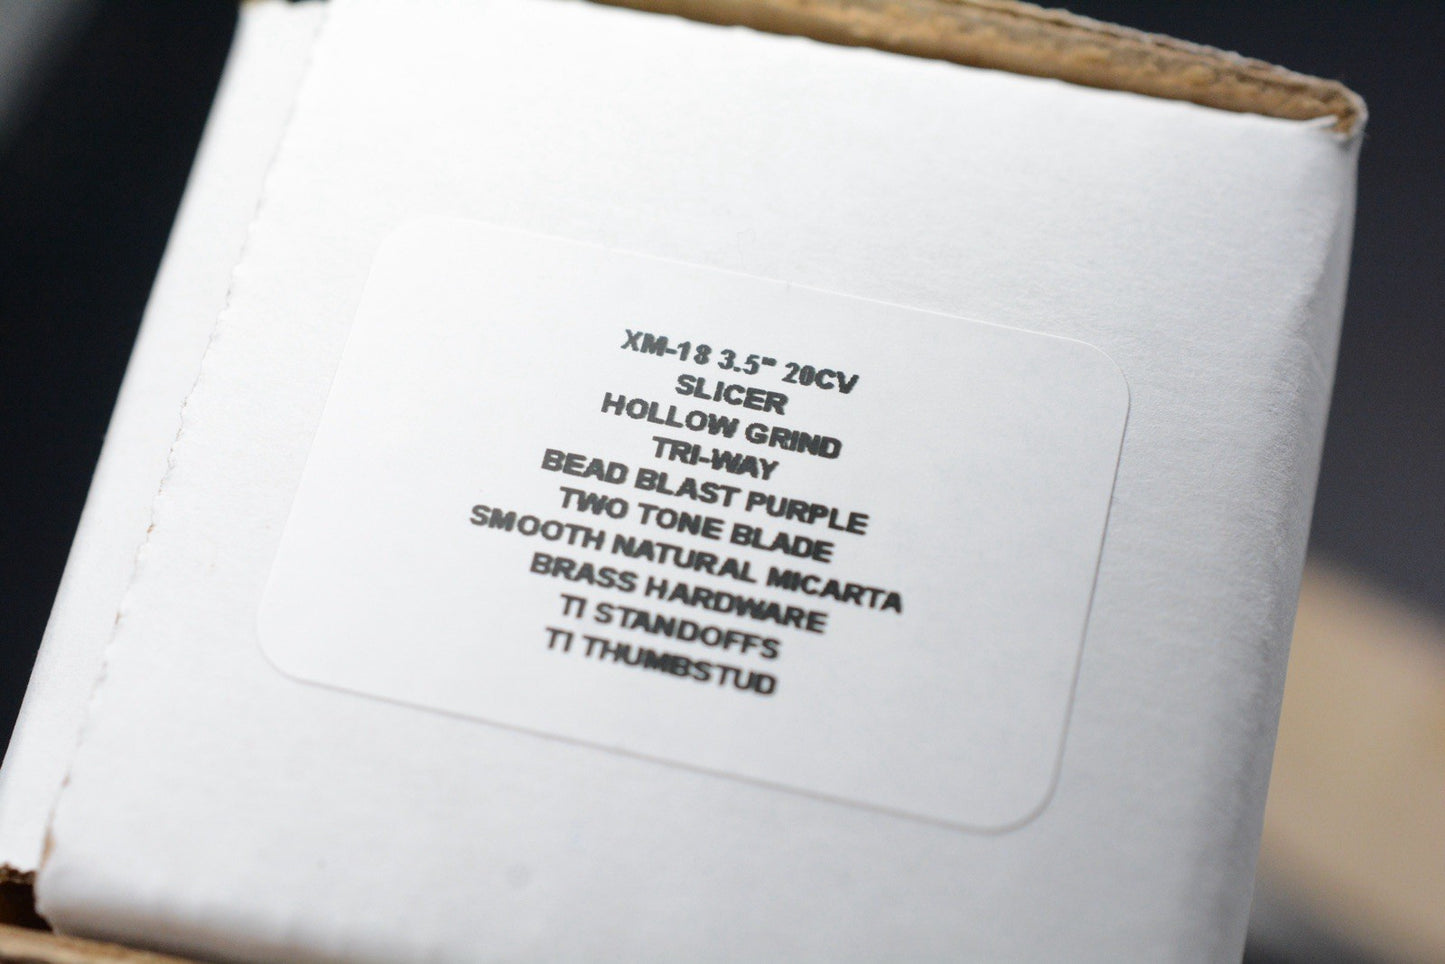 XM-18 3.5" 20CV
SLICER
HOLLOW GRIND
TRI-WAY
BEAD BLAST PURPLE
TWO TONE BLADE
SMOOTH NATURAL MICARTA
BRASS HARDWARE
TI STANDOFFS
TI THUMBSTUD